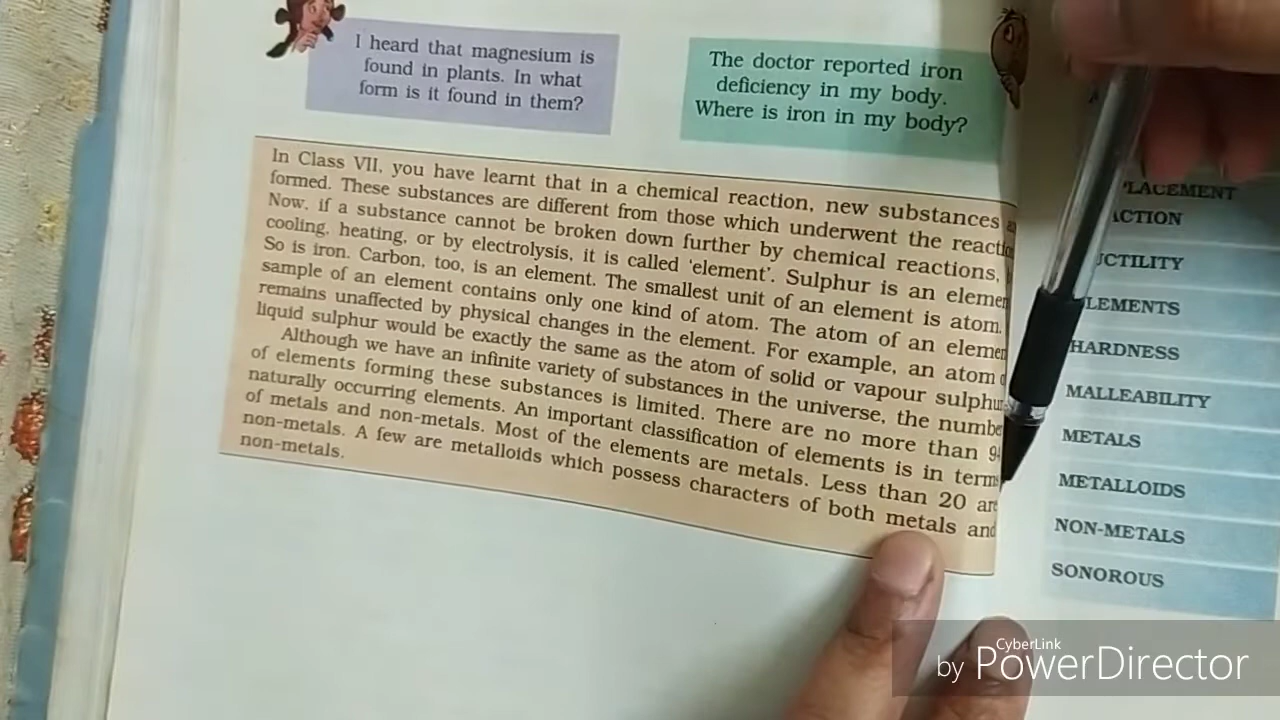 I heard that magnesium is
found in plants. In what
form is it found in them?
The doctor reported iron
deficiency in my body.
Where is iron in my body?
In Class VII, you have learnt that in a chemical reaction, new substances
formed. These substances are different from those which underwent the reactio
Now, if a substance cannot be broken down further by chemical reactions,
cooling, heating, or by electrolysis, it is called 'element'. Sulphur is an elemen
So is iron. Carbon, too, is an element. The smallest unit of an element is atom.
sample of an element contains only one kind of atom. The atom of an elemen
remains unaffected by physical changes in the element. For example, an atom
liquid sulphur would be exactly the same as the atom of solid or vapour sulphur
Although we have an infinite variety of substances in the universe, the numbe
of elements forming these substances is limited. There are no more than 94
naturally occurring elements. An important classification of elements is in terms
of metals and non-metals. Most of the elements are metals. Less than 20 are
non-metals. A few are metalloids which possess characters of both metals and
non-metals.
PLACEMENT
ACTION
UCTILITY
LEMENTS
HARDNESS
MALLEABILITY
METALS
METALLOIDS
NON-METALS
SONOROUS
CyberLink
by PowerDirector